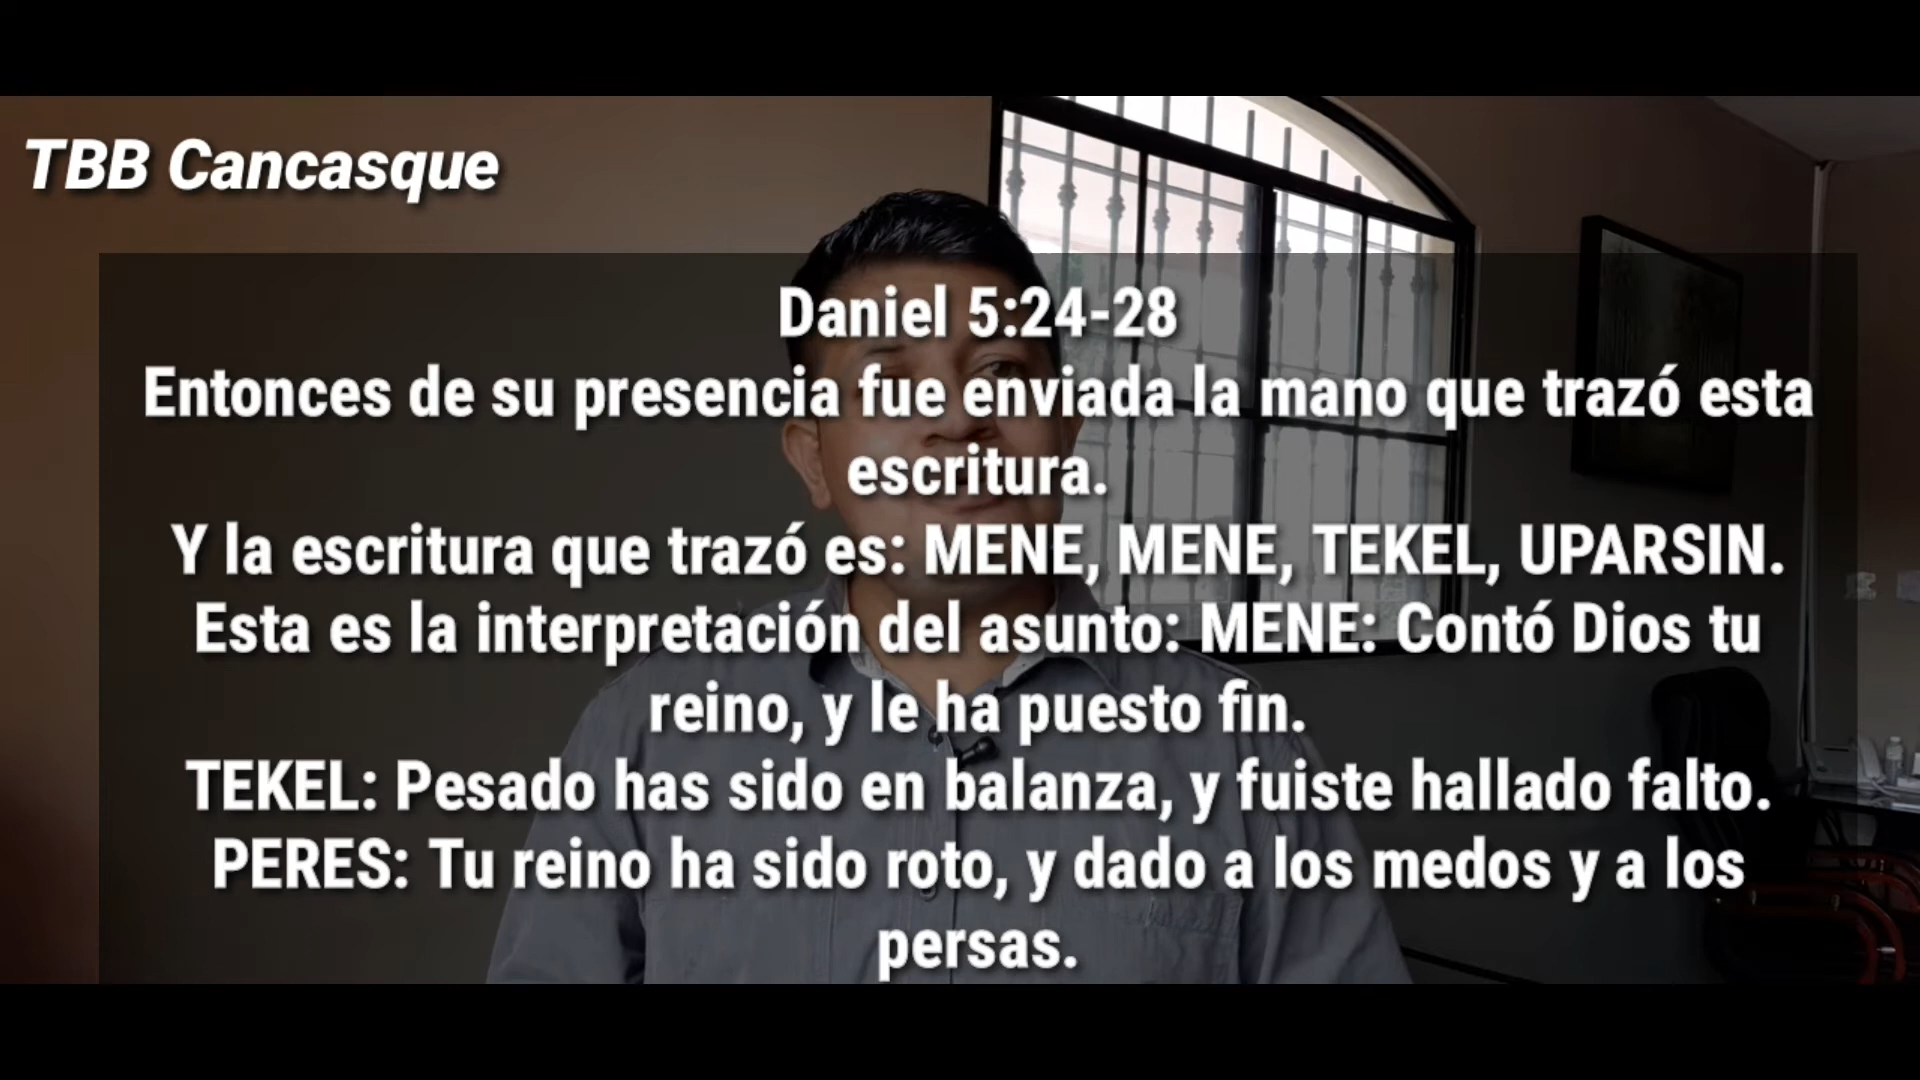 TBB Cancasque
Daniel 5:24-28
Entonces de su presencia fue enviada la mano que trazó esta
escritura.
Y la escritura que trazó es: MENE, MENE, TEKEL, UPARSIN.
Esta es la interpretación del asunto: MENE: Contó Dios tu
reino, y le ha puesto fin.
TEKEL: Pesado has sido en balanza, y fuiste hallado falto.
PERES: Tu reino ha sido roto, y dado a los medos y a los
persas.